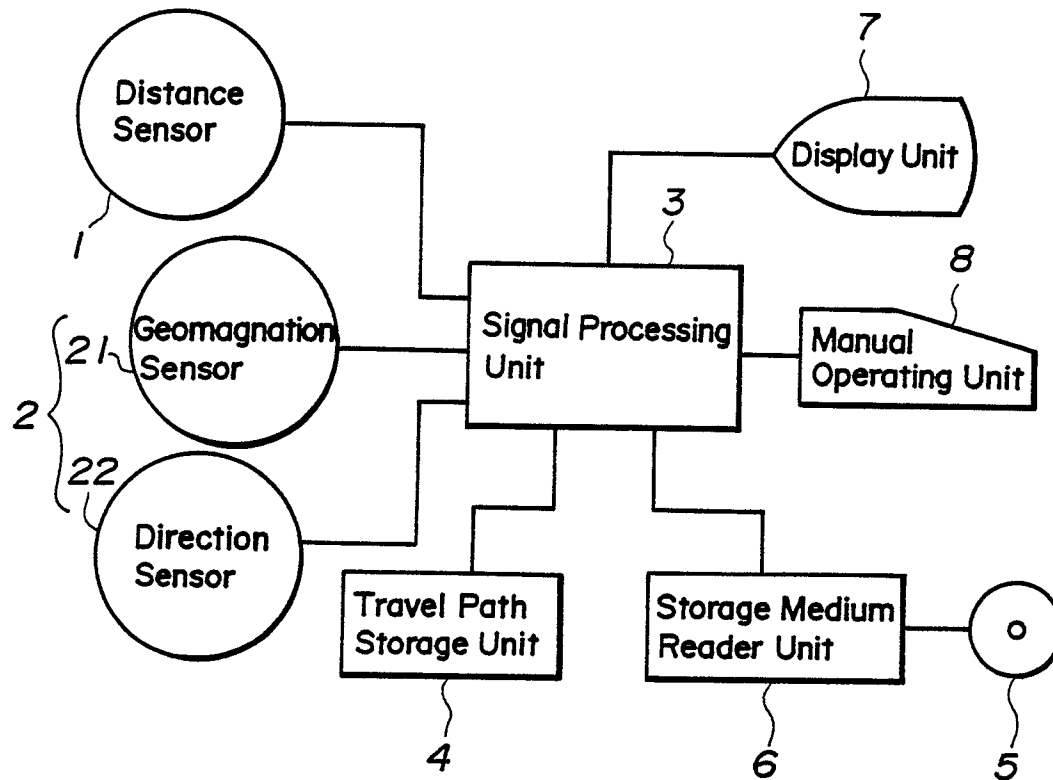 Distance
Sensor
1
7
Display Unit
3
Signal Processing
Unit
8
Manual
Operating Unit
2
21
Geomagnation
Sensor
22
Direction
Sensor
Travel Path
Storage Unit
4
Storage Medium
Reader Unit
6
5